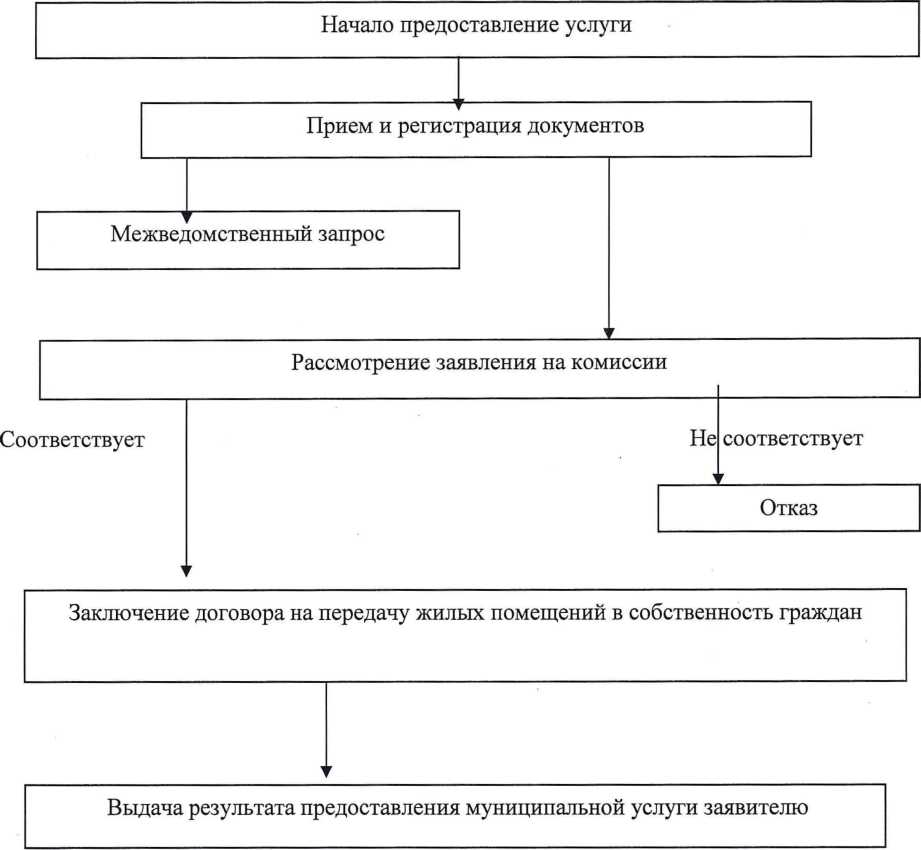 Начало предоставление услуги
Прием и регистрация документов
Межведомственный запрос
Рассмотрение заявления на комиссии
Соответствует
Не соответствует
Отказ
Заключение договора на передачу жилых помещений в собственность граждан
Выдача результата предоставления муниципальной услуги заявителю